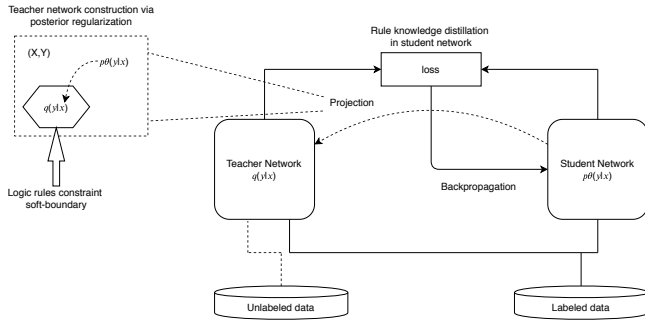 Teacher network construction via
posterior regularization
(X,Y)
pθ(y|x)
q(y|x)
Logic rules constraint
soft-boundary
Projection
Rule knowledge distillation
in student network
loss
Teacher Network
q(y|x)
Student Network
pθ(y|x)
Backpropagation
Unlabeled data
Labeled data